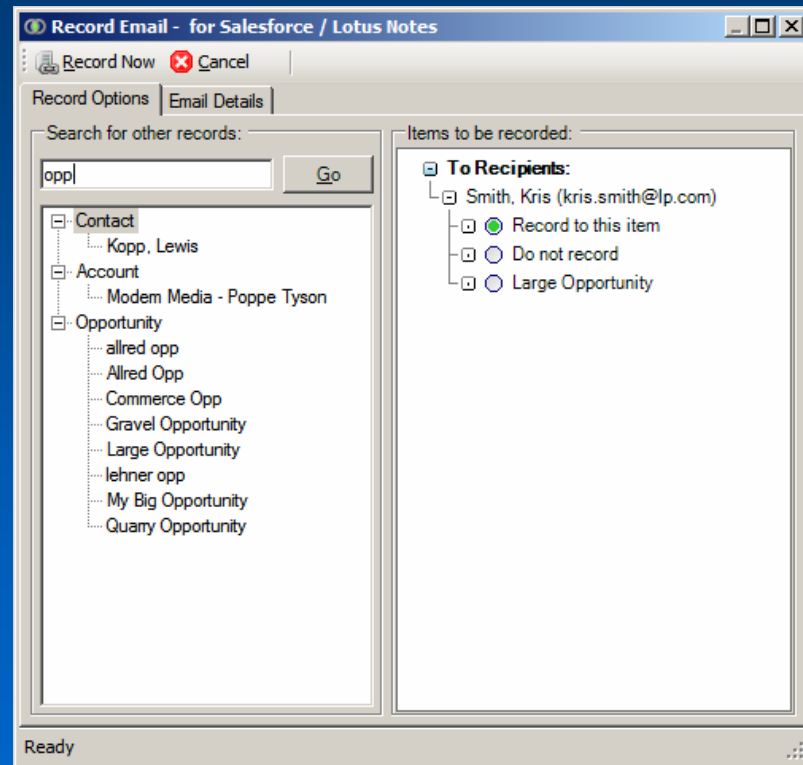 Record Email -  for Salesforce / Lotus Notes
Record Now Cancel
Record Options Email Details
Search for other records:
opp Go
Contact
Kopp, Lewis
Account
Modem Media - Poppe Tyson
Opportunity
allred opp
Allred Opp
Commerce Opp
Gravel Opportunity
Large Opportunity
lehner opp
My Big Opportunity
Quarry Opportunity
Items to be recorded:
To Recipients:
Smith, Kris (kris.smith@lp.com)
Record to this item
Do not record
Large Opportunity
Ready